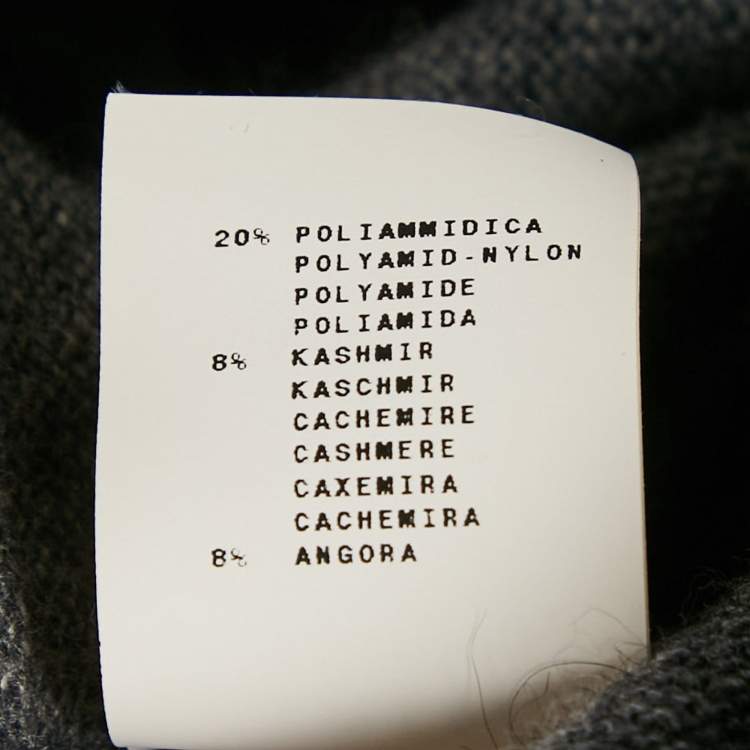 20% POLIAMMIDICA
POLYAMID-NYLON
POLYAMIDE
POLIAMIDA
8% KASHMIR
KASCHMIR
CACHEMIRE
CASHMERE
CAXEMIRA
CACHEMIRA
8% ANGORA